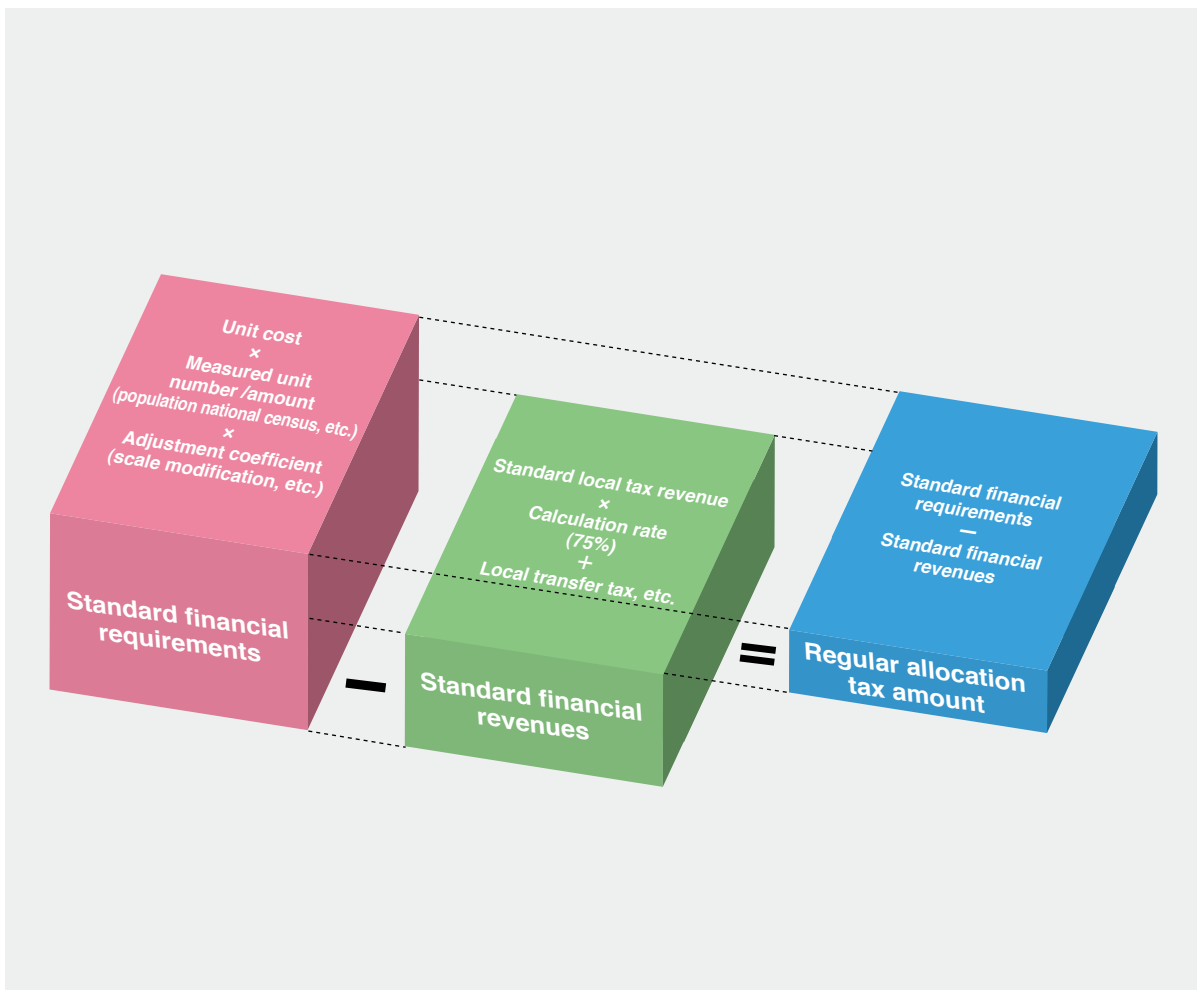 Unit cost
×
Measured unit
number /amount
(population national census, etc.)
×
Adjustment coefficient
(scale modification, etc.)
Standard financial
requirements
−
Standard local tax revenue
×
Calculation rate
(75%)
+
Local transfer tax, etc.
Standard financial
revenues
=
Standard financial
requirements
−
Standard financial
revenues
Regular allocation
tax amount